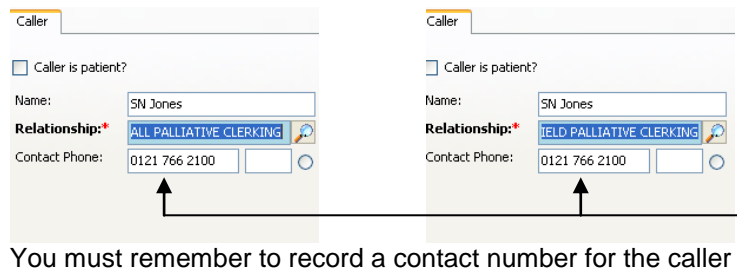 Caller
Caller is patient?
Name: SN Jones
Relationship:* ALL PALLIATIVE CLERKING
Contact Phone: 0121 766 2100
Caller
Caller is patient?
Name: SN Jones
Relationship:* IELD PALLIATIVE CLERKING
Contact Phone: 0121 766 2100
You must remember to record a contact number for the caller